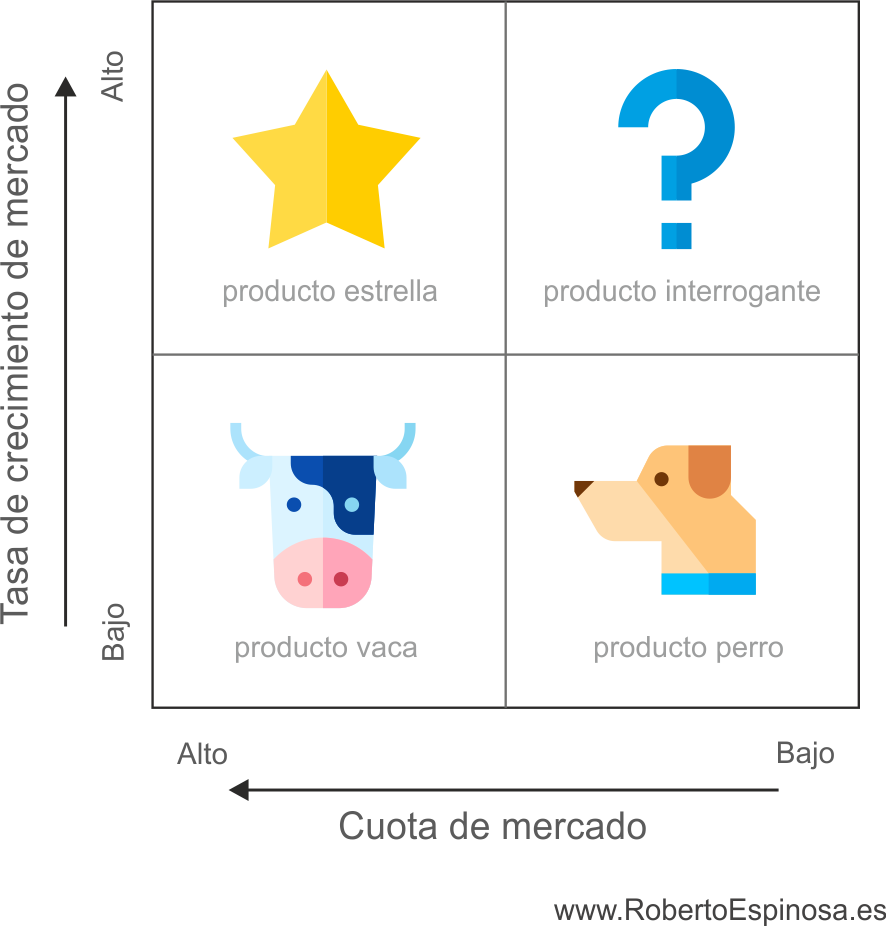 Tasa de crecimiento de mercado
Alto
producto estrella
producto interrogante
Bajo
producto vaca
producto perro
Alto
Bajo
Cuota de mercado
www.RobertoEspinosa.es